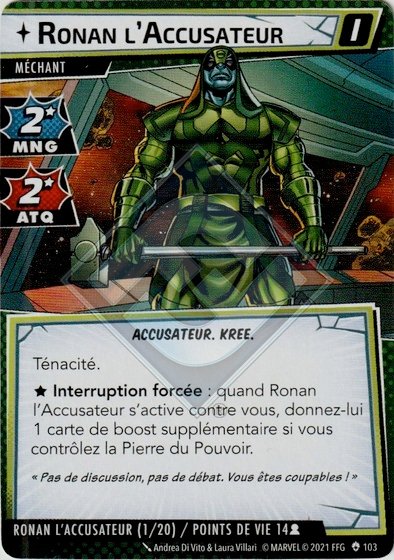 RONAN L'ACCUSATEUR
I
MÉCHANT
2
MNG
2
ATQ
ACCUSATEUR. KREE.
Ténacité.
★ Interruption forcée : quand Ronan
l'Accusateur s'active contre vous, donnez-lui
1 carte de boost supplémentaire si vous
contrôlez la Pierre du Pouvoir.
« Pas de discussion, pas de débat. Vous êtes coupables ! »
RONAN L'ACCUSATEUR (1/20) / POINTS DE VIE 14
Andrea Di Vito & Laura Villari © MARVEL © 2021 FFG 103